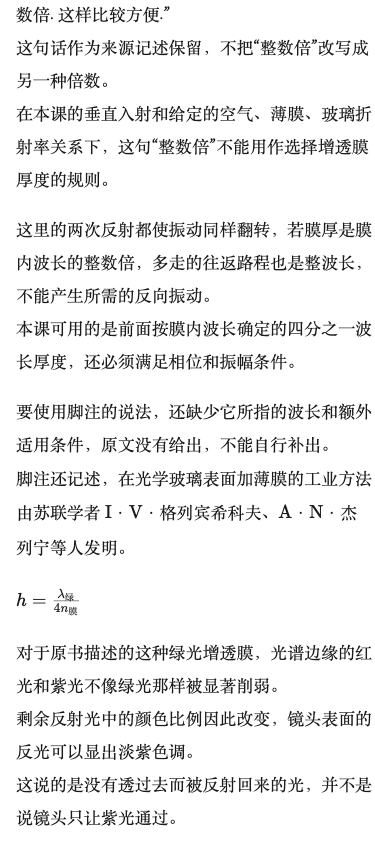 数倍. 这样比较方便.”
这句话作为来源记述保留，不把“整数倍”改写成
另一种倍数。
在本课的垂直入射和给定的空气、薄膜、玻璃折
射率关系下，这句“整数倍”不能用作选择增透膜
厚度的规则。
这里的两次反射都使振动同样翻转，若膜厚是膜
内波长的整数倍，多走的往返路程也是整波长，
不能产生所需的反向振动。
本课可用的是前面按膜内波长确定的四分之一波
长厚度，还必须满足相位和振幅条件。
要使用脚注的说法，还缺少它所指的波长和额外
适用条件，原文没有给出，不能自行补出。
脚注还记述，在光学玻璃表面加薄膜的工业方法
由苏联学者 I · V · 格列宾希科夫、A · N · 杰
列宁等人发明。
h = λ绿/4n膜
对于原书描述的这种绿光增透膜，光谱边缘的红
光和紫光不像绿光那样被显著削弱。
剩余反射光中的颜色比例因此改变，镜头表面的
反光可以显出淡紫色调。
这说的是没有透过去而被反射回来的光，并不是
说镜头只让紫光通过。